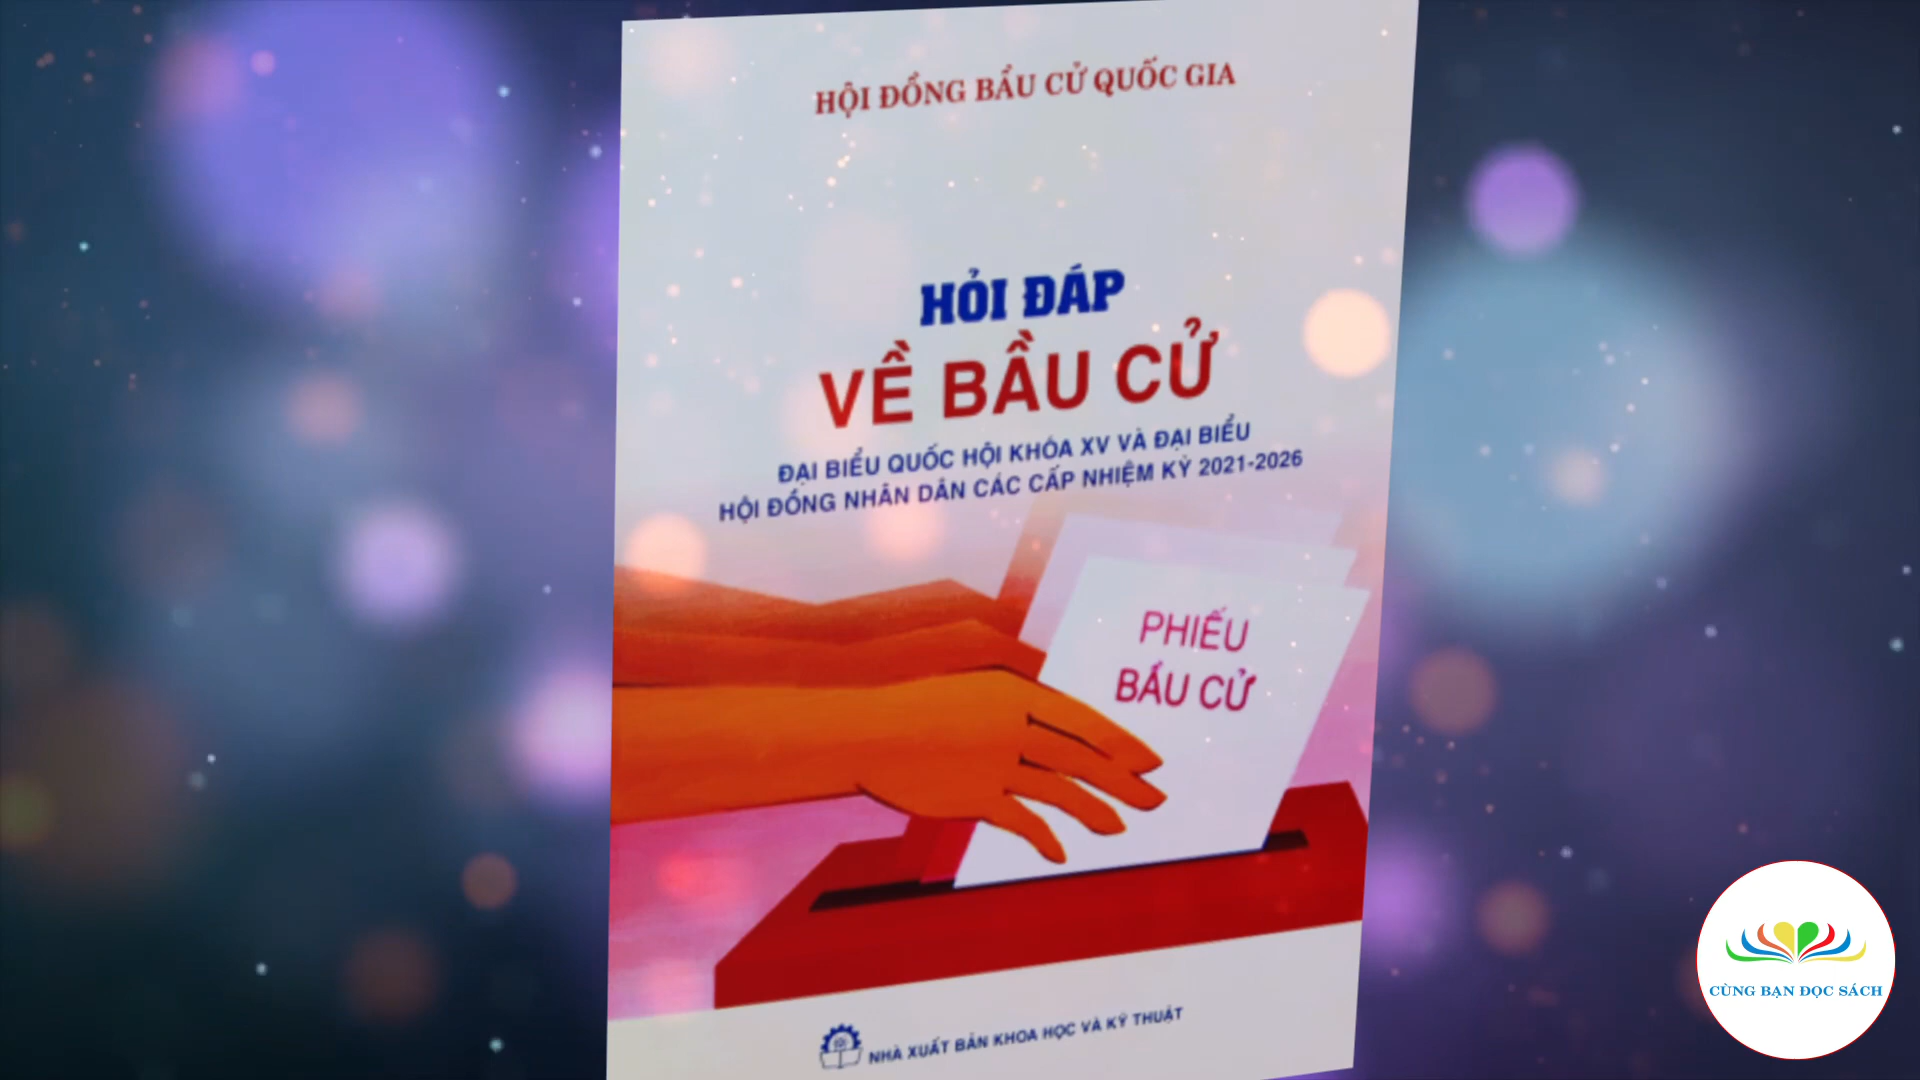 HỘI ĐỒNG BẦU CỬ QUỐC GIA
HỎI ĐÁP
VỀ BẦU CỬ
ĐẠI BIỂU QUỐC HỘI KHÓA XV VÀ ĐẠI BIỂU
HỘI ĐỒNG NHÂN DÂN CÁC CẤP NHIỆM KỲ 2021-2026
PHIẾU
BẦU CỬ
NHÀ XUẤT BẢN KHOA HỌC VÀ KỸ THUẬT
CÙNG BẠN ĐỌC SÁCH